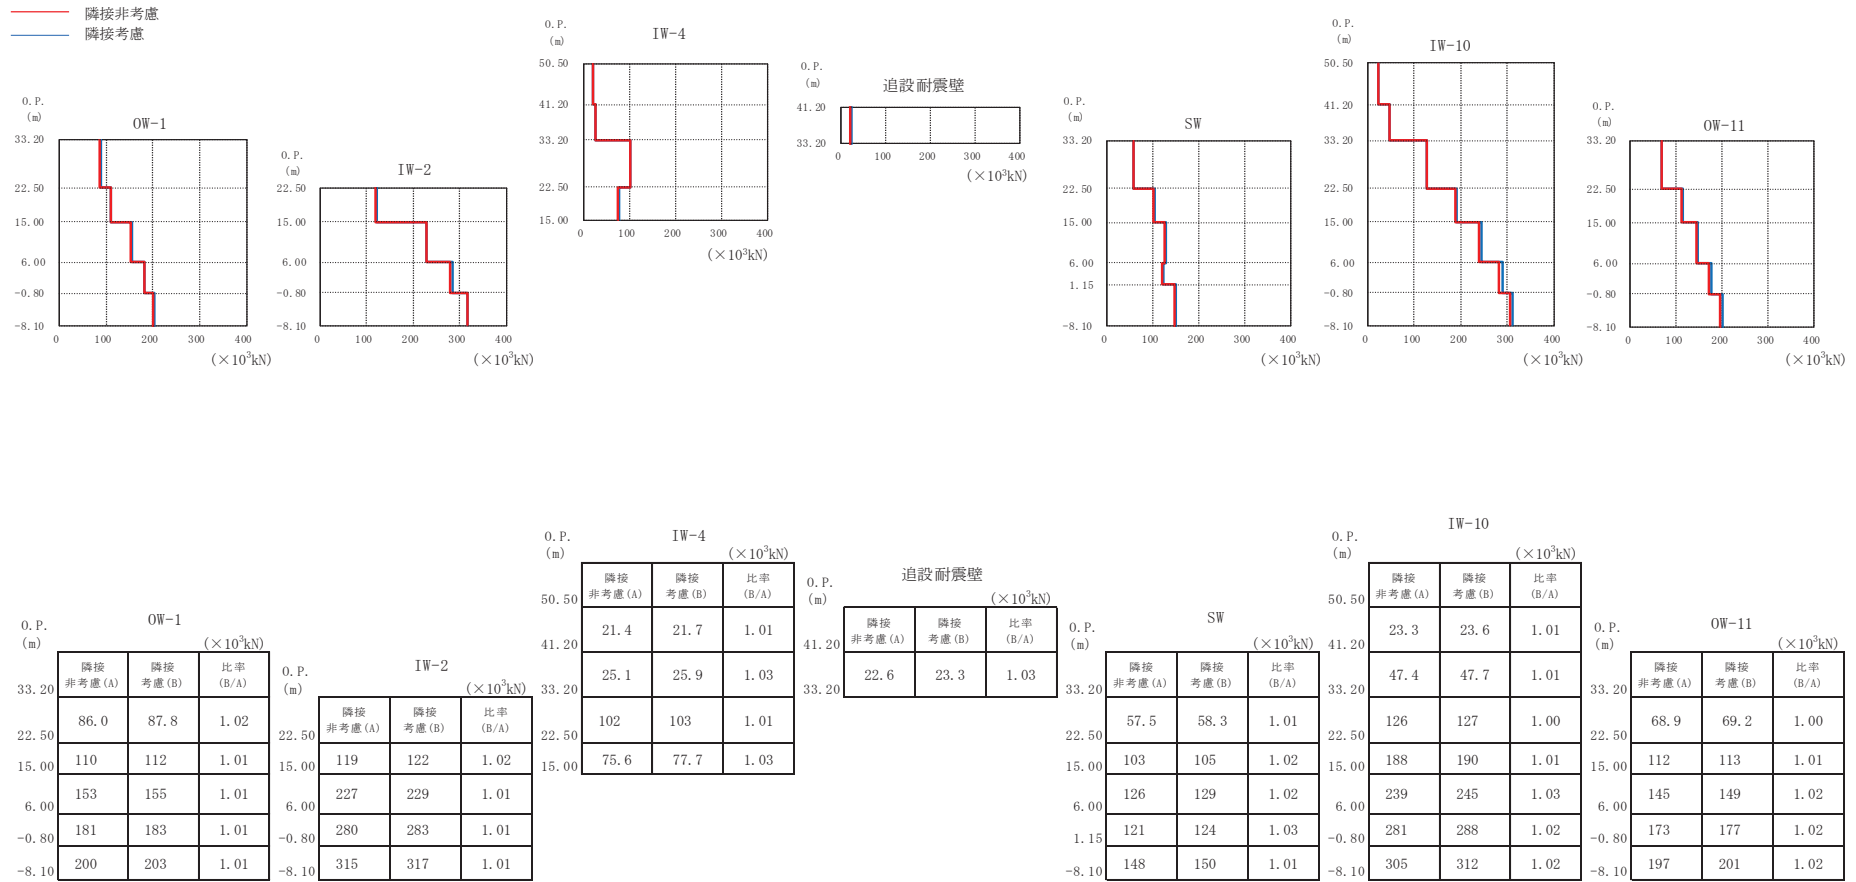 隣接非考慮
隣接考慮
OW-1
O.P.
(m)
33.20
22.50
15.00
6.00
-0.80
-8.10
0 100 200 300 400
(×10³kN)
IW-2
O.P.
(m)
22.50
15.00
6.00
-0.80
-8.10
0 100 200 300 400
(×10³kN)
IW-4
O.P.
(m)
50.50
41.20
33.20
22.50
15.00
0 100 200 300 400
(×10³kN)
追設耐震壁
O.P.
(m)
41.20
33.20
0 100 200 300 400
(×10³kN)
SW
O.P.
(m)
33.20
22.50
15.00
6.00
1.15
-8.10
0 100 200 300 400
(×10³kN)
IW-10
O.P.
(m)
50.50
41.20
33.20
22.50
15.00
6.00
-0.80
-8.10
0 100 200 300 400
(×10³kN)
OW-11
O.P.
(m)
33.20
22.50
15.00
6.00
-0.80
-8.10
0 100 200 300 400
(×10³kN)
OW-1
O.P.
(m)
(×10³kN)
隣接 隣接 比率
非考慮(A) 考慮(B) (B/A)
33.20
86.0 87.8 1.02
22.50
110 112 1.01
15.00
153 155 1.01
6.00
181 183 1.01
-0.80
200 203 1.01
-8.10
IW-2
O.P.
(m)
(×10³kN)
隣接 隣接 比率
非考慮(A) 考慮(B) (B/A)
22.50
119 122 1.02
15.00
227 229 1.01
6.00
280 283 1.01
-0.80
315 317 1.01
-8.10
IW-4
O.P.
(m)
(×10³kN)
隣接 隣接 比率
非考慮(A) 考慮(B) (B/A)
50.50
21.4 21.7 1.01
41.20
25.1 25.9 1.03
33.20
102 103 1.01
22.50
75.6 77.7 1.03
15.00
追設耐震壁
O.P.
(m)
(×10³kN)
隣接 隣接 比率
非考慮(A) 考慮(B) (B/A)
41.20
22.6 23.3 1.03
33.20
SW
O.P.
(m)
(×10³kN)
隣接 隣接 比率
非考慮(A) 考慮(B) (B/A)
33.20
57.5 58.3 1.01
22.50
103 105 1.02
15.00
126 129 1.02
6.00
121 124 1.03
1.15
148 150 1.01
-8.10
IW-10
O.P.
(m)
(×10³kN)
隣接 隣接 比率
非考慮(A) 考慮(B) (B/A)
50.50
23.3 23.6 1.01
41.20
47.4 47.7 1.01
33.20
126 127 1.00
22.50
188 190 1.01
15.00
239 245 1.03
6.00
281 288 1.02
-0.80
305 312 1.02
-8.10
OW-11
O.P.
(m)
(×10³kN)
隣接 隣接 比率
非考慮(A) 考慮(B) (B/A)
33.20
68.9 69.2 1.00
22.50
112 113 1.01
15.00
145 149 1.02
6.00
173 177 1.02
-0.80
197 201 1.02
-8.10